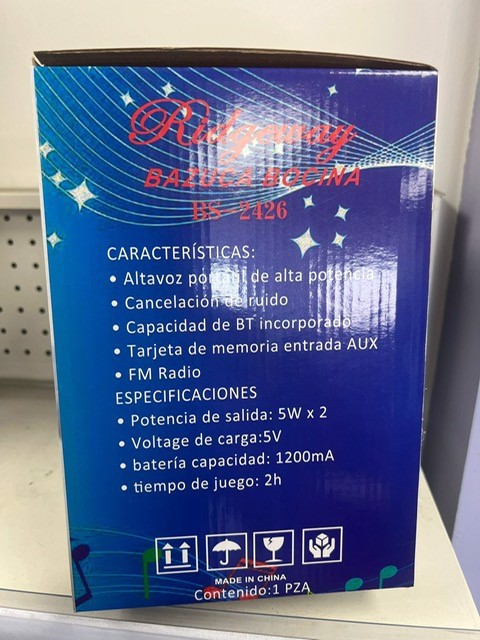 Ridgeway
BAZUCA BOCINA
BS-2426
CARACTERÍSTICAS:
• Altavoz portátil de alta potencia
• Cancelación de ruido
• Capacidad de BT incorporado
• Tarjeta de memoria entrada AUX
• FM Radio
ESPECIFICACIONES
• Potencia de salida: 5W x 2
• Voltage de carga:5V
• batería capacidad: 1200mA
• tiempo de juego: 2h
MADE IN CHINA
Contenido:1 PZA